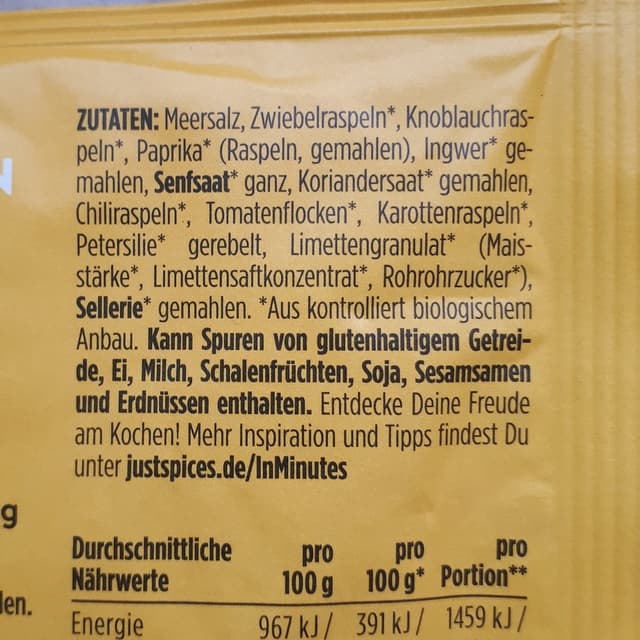 ZUTATEN: Meersalz, Zwiebelraspeln*, Knoblauchras-
peln*, Paprika* (Raspeln, gemahlen), Ingwer* ge-
mahlen, Senfsaat* ganz, Koriandersaat* gemahlen,
Chiliraspeln*, Tomatenflocken*, Karottenraspeln*,
Petersilie* gerebelt, Limettengranulat* (Mais-
stärke*, Limettensaftkonzentrat*, Rohrohrzucker*),
Sellerie* gemahlen. *Aus kontrolliert biologischem
Anbau. Kann Spuren von glutenhaltigem Getrei-
de, Ei, Milch, Schalenfrüchten, Soja, Sesamsamen
und Erdnüssen enthalten. Entdecke Deine Freude
am Kochen! Mehr Inspiration und Tipps findest Du
unter justspices.de/InMinutes
Durchschnittliche pro pro pro
Nährwerte 100 g 100 g* Portion**
Energie 967 kJ/ 391 kJ/ 1459 kJ/